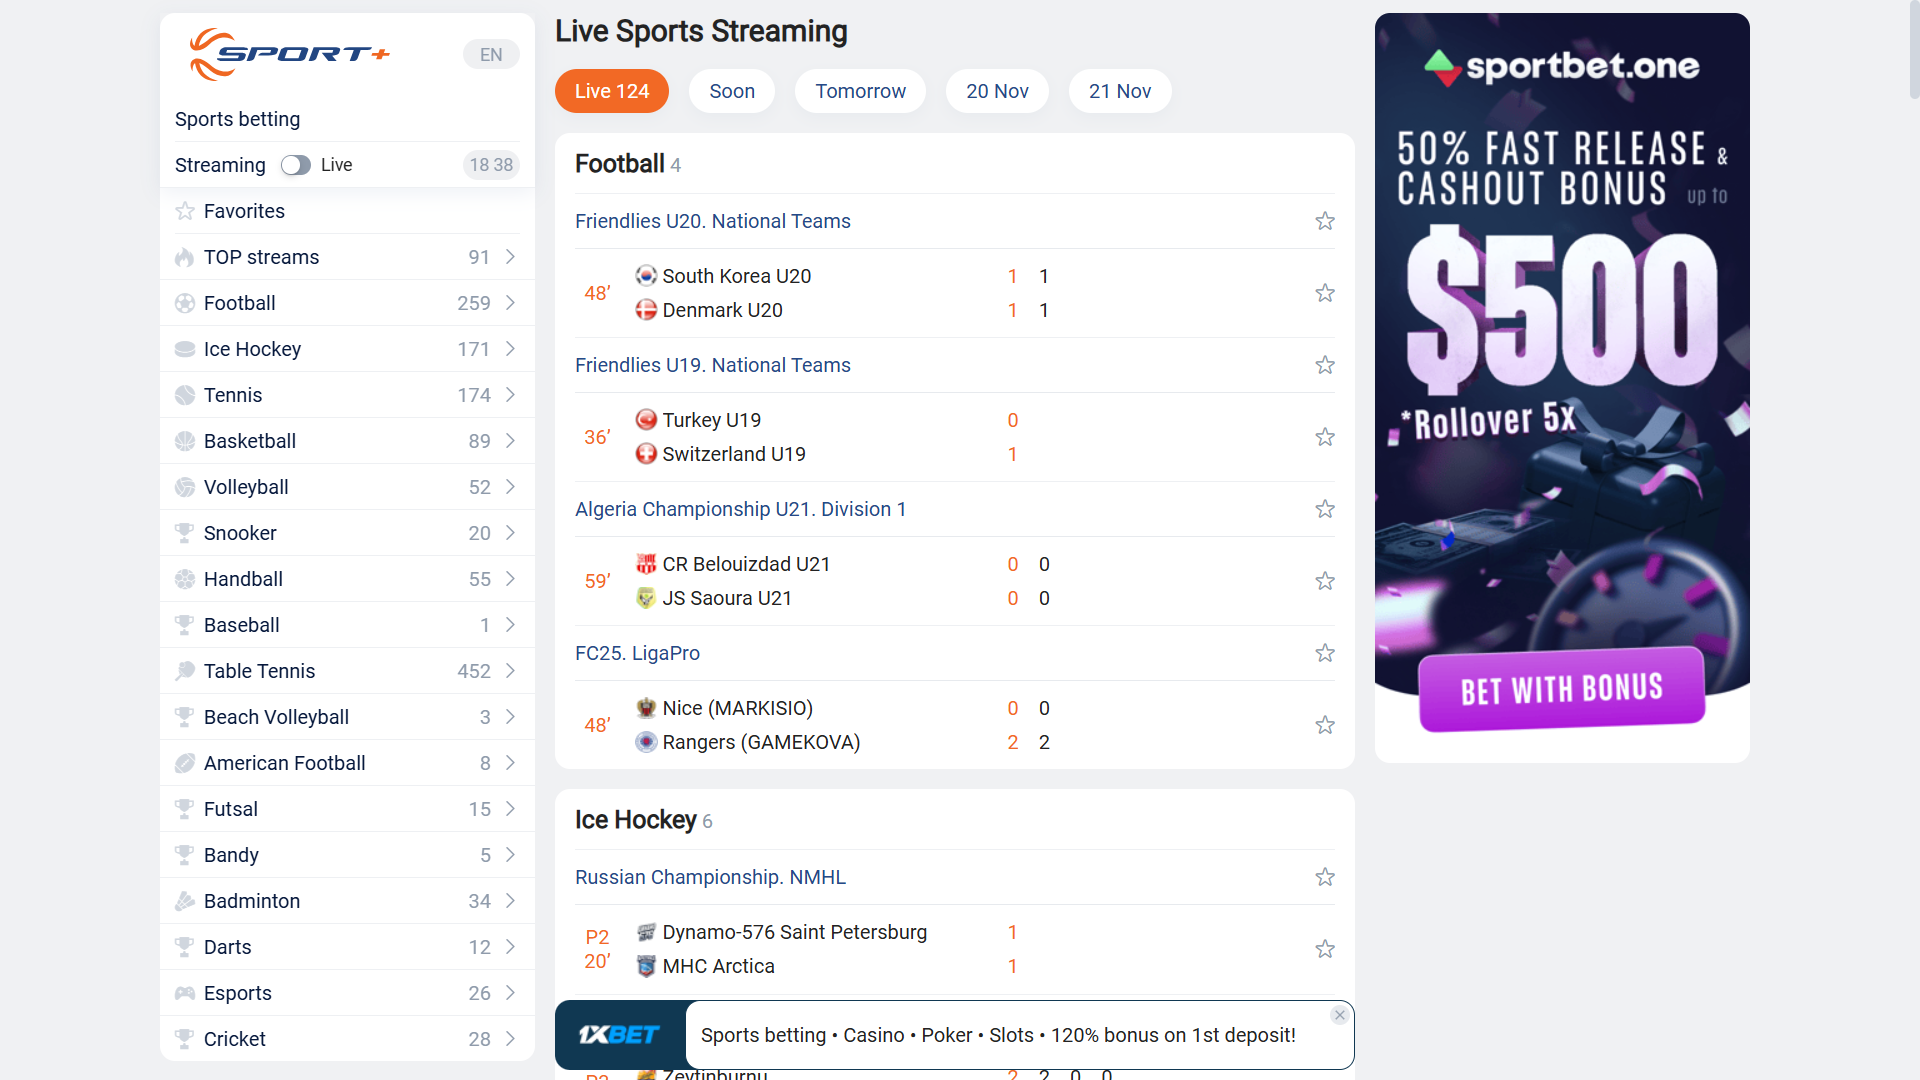 SPORT+
EN
Sports betting
Streaming
Live
18 38
Favorites
TOP streams 91
Football 259
Ice Hockey 171
Tennis 174
Basketball 89
Volleyball 52
Snooker 20
Handball 55
Baseball 1
Table Tennis 452
Beach Volleyball 3
American Football 8
Futsal 15
Bandy 5
Badminton 34
Darts 12
Esports 26
Cricket 28
Live Sports Streaming
Live 124
Soon
Tomorrow
20 Nov
21 Nov
Football 4
Friendlies U20. National Teams
48’
South Korea U20 1 1
Denmark U20 1 1
Friendlies U19. National Teams
36’
Turkey U19 0
Switzerland U19 1
Algeria Championship U21. Division 1
59’
CR Belouizdad U21 0 0
JS Saoura U21 0 0
FC25. LigaPro
48’
Nice (MARKISIO) 0 0
Rangers (GAMEKOVA) 2 2
Ice Hockey 6
Russian Championship. NMHL
P2
20’
Dynamo-576 Saint Petersburg 1
MHC Arctica 1
1XBET
Sports betting • Casino • Poker • Slots • 120% bonus on 1st deposit!
Zeytinburnu 2 2 0 0
sportbet.one
50% FAST RELEASE &
CASHOUT BONUS up to
$500
*Rollover 5x
BET WITH BONUS